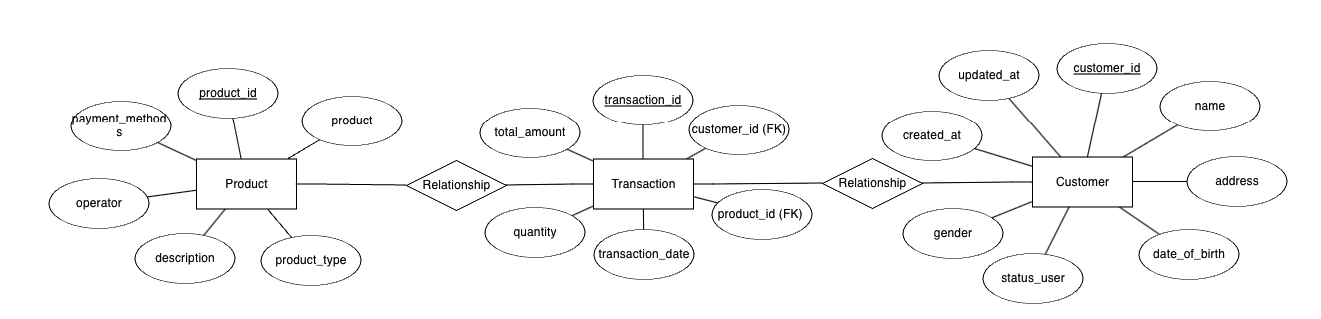 product_id
payment_method
s
product
Product
operator
description
product_type
Relationship
transaction_id
total_amount
customer_id (FK)
Transaction
quantity
product_id (FK)
transaction_date
Relationship
customer_id
updated_at
name
created_at
Customer
address
gender
date_of_birth
status_user